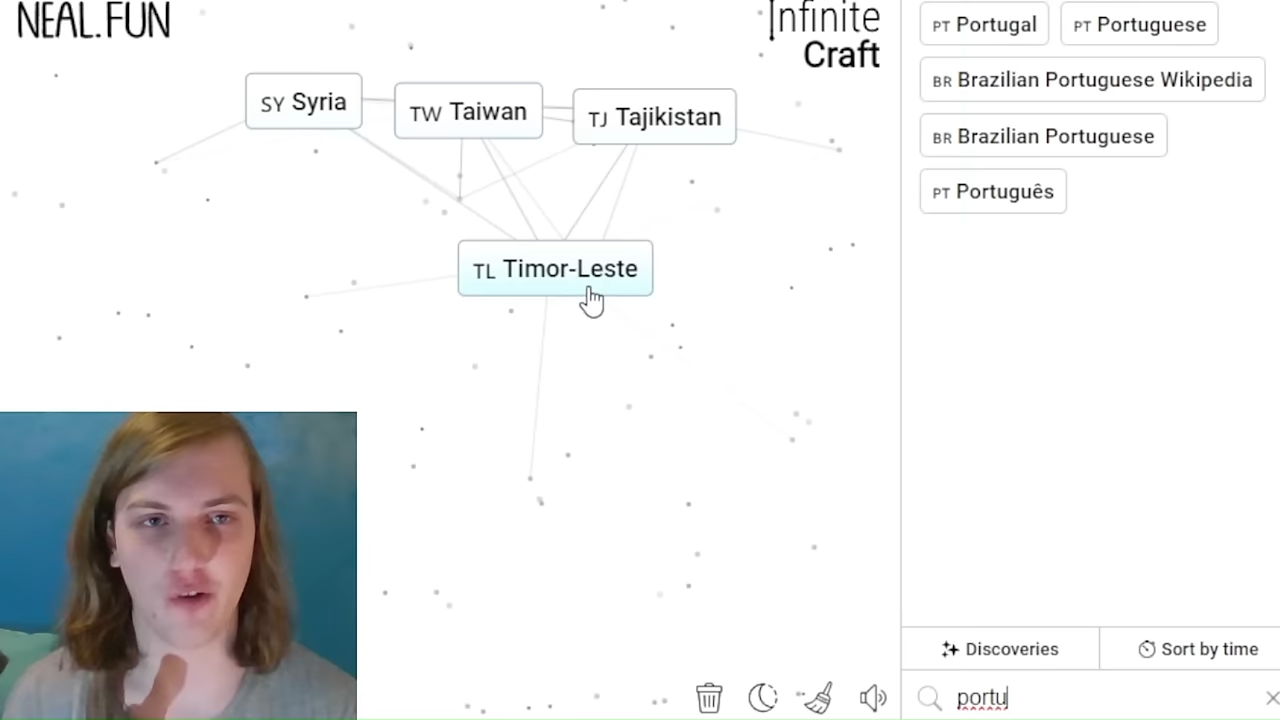 NEAL.FUN
Infinite
Craft
SY Syria
TW Taiwan
TJ Tajikistan
TL Timor-Leste
PT Portugal
PT Portuguese
BR Brazilian Portuguese Wikipedia
BR Brazilian Portuguese
PT Português
Discoveries
Sort by time
portu